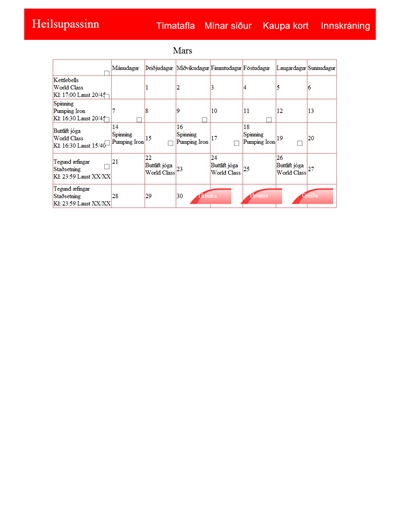 Heilsupassinn
Timatafla Minar síður Kaupa kort Innskráning
Mars
Mánudagur Þriðjudagur Miðvikudagur Fimmtudagur Föstudagur Laugardagur Sunnudagur
Kettlebells
World Class
Kl: 17:00 Laust 20/45
1 2 3 4 5 6
Spinning
Pumping Iron
Kl: 16:30 Laust 20/45
7 8 9 10 11 12 13
Buttlift jóga
World Class
Kl: 16:30 Laust 15/40
14
Spinning
Pumping Iron
15
16
Spinning
Pumping Iron
17
18
Spinning
Pumping Iron
19
20
Tegund æfingar
Staðsetning
Kl: 23:59 Laust XX/XX
21
22
Buttlift jóga
World Class
23
24
Buttlift jóga
World Class
25
26
Buttlift jóga
World Class
27
Tegund æfingar
Staðsetning
Kl: 23:59 Laust XX/XX
28 29 30